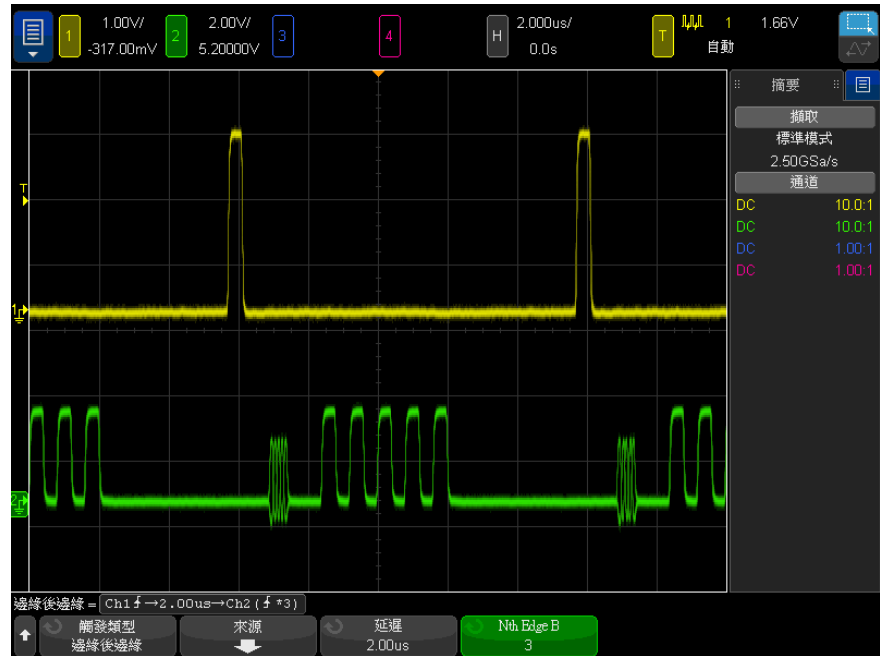 1 1.00V/ 2 2.00V/ 3 4 H 2.000us/ T 1 1.66V
-317.00mV 5.20000V 0.0s 自動
摘要
擷取
標準模式
2.50GSa/s
通道
DC 10.0:1
DC 10.0:1
DC 1.00:1
DC 1.00:1
T
1
2
邊緣後邊緣 = Ch1↑→2.00us→Ch2(↑*3)
觸發類型 來源 延遲 Nth Edge B
邊緣後邊緣 2.00us 3